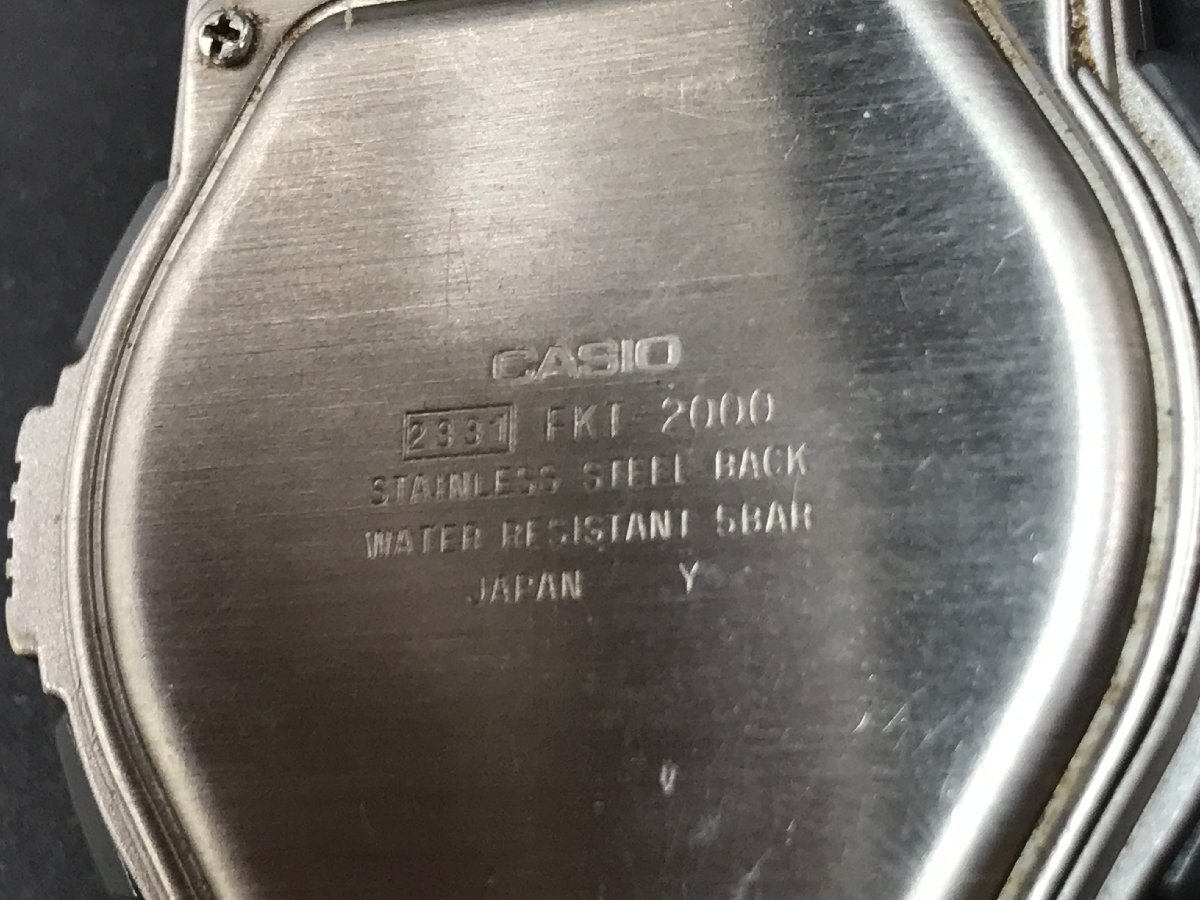 CASIO
2331 FKT 2000
STAINLESS STEEL BACK
WATER RESISTANT 5BAR
JAPAN Y
V